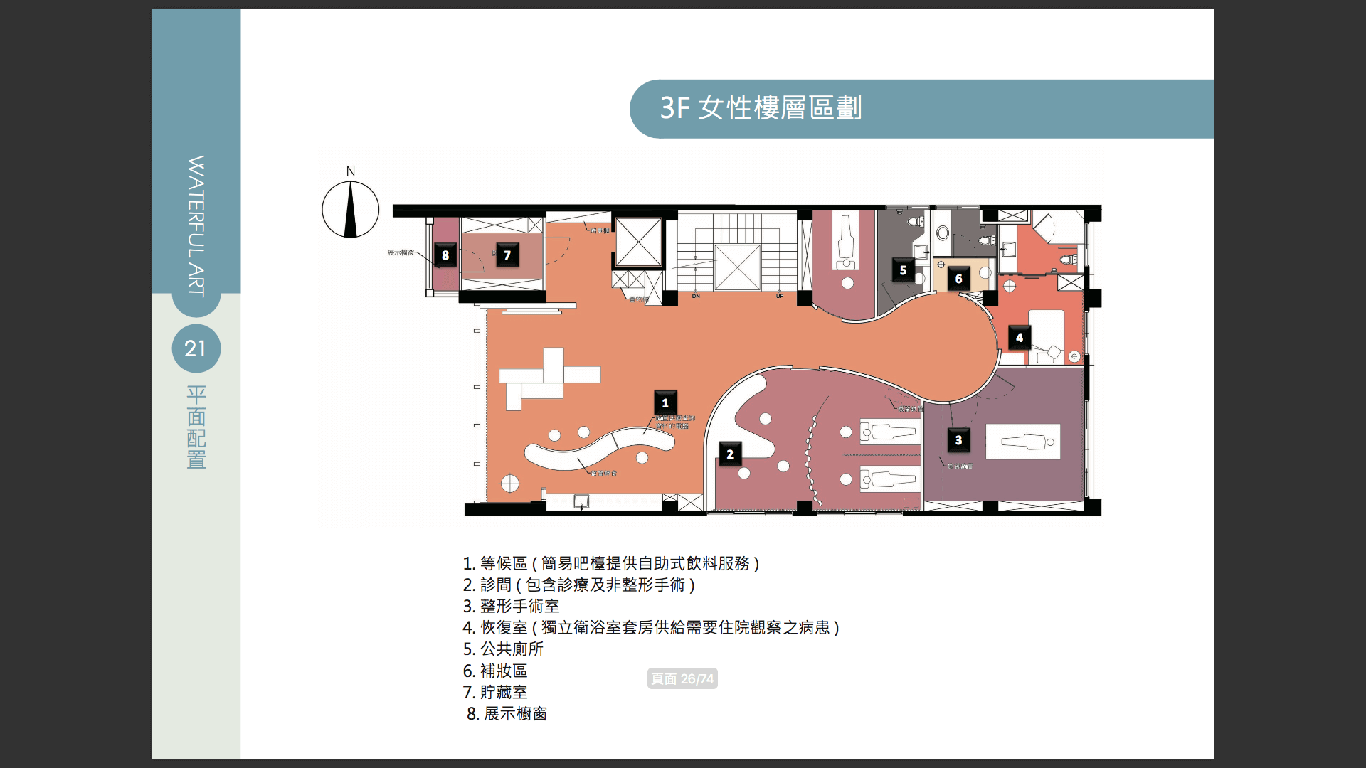 3F 女性樓層區劃
WATERFUL ART
21
平面配置
N
DN
UP
8
7
5
6
4
1
2
3
1. 等候區 ( 簡易吧檯提供自助式飲料服務 )
2. 診間 ( 包含診療及非整形手術 )
3. 整形手術室
4. 恢復室 ( 獨立衛浴室套房供給需要住院觀察之病患 )
5. 公共廁所
6. 補妝區
7. 貯藏室
8. 展示櫥窗
頁面 26/74